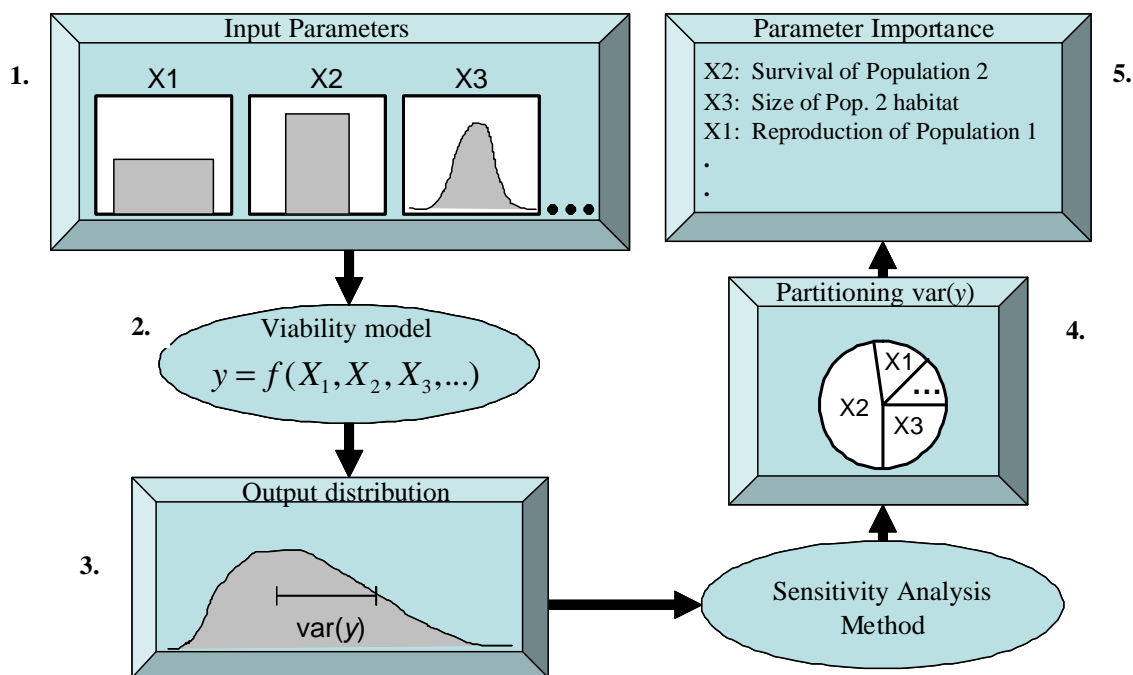 Input Parameters
1.
X1 X2 X3
•••
2.
Viability model
y = f(X₁, X₂, X₃,...)
Output distribution
3.
var(y)
Sensitivity Analysis
Method
4.
Partitioning var(y)
X1
...
X2
X3
Parameter Importance
5.
X2: Survival of Population 2
X3: Size of Pop. 2 habitat
X1: Reproduction of Population 1
.
.